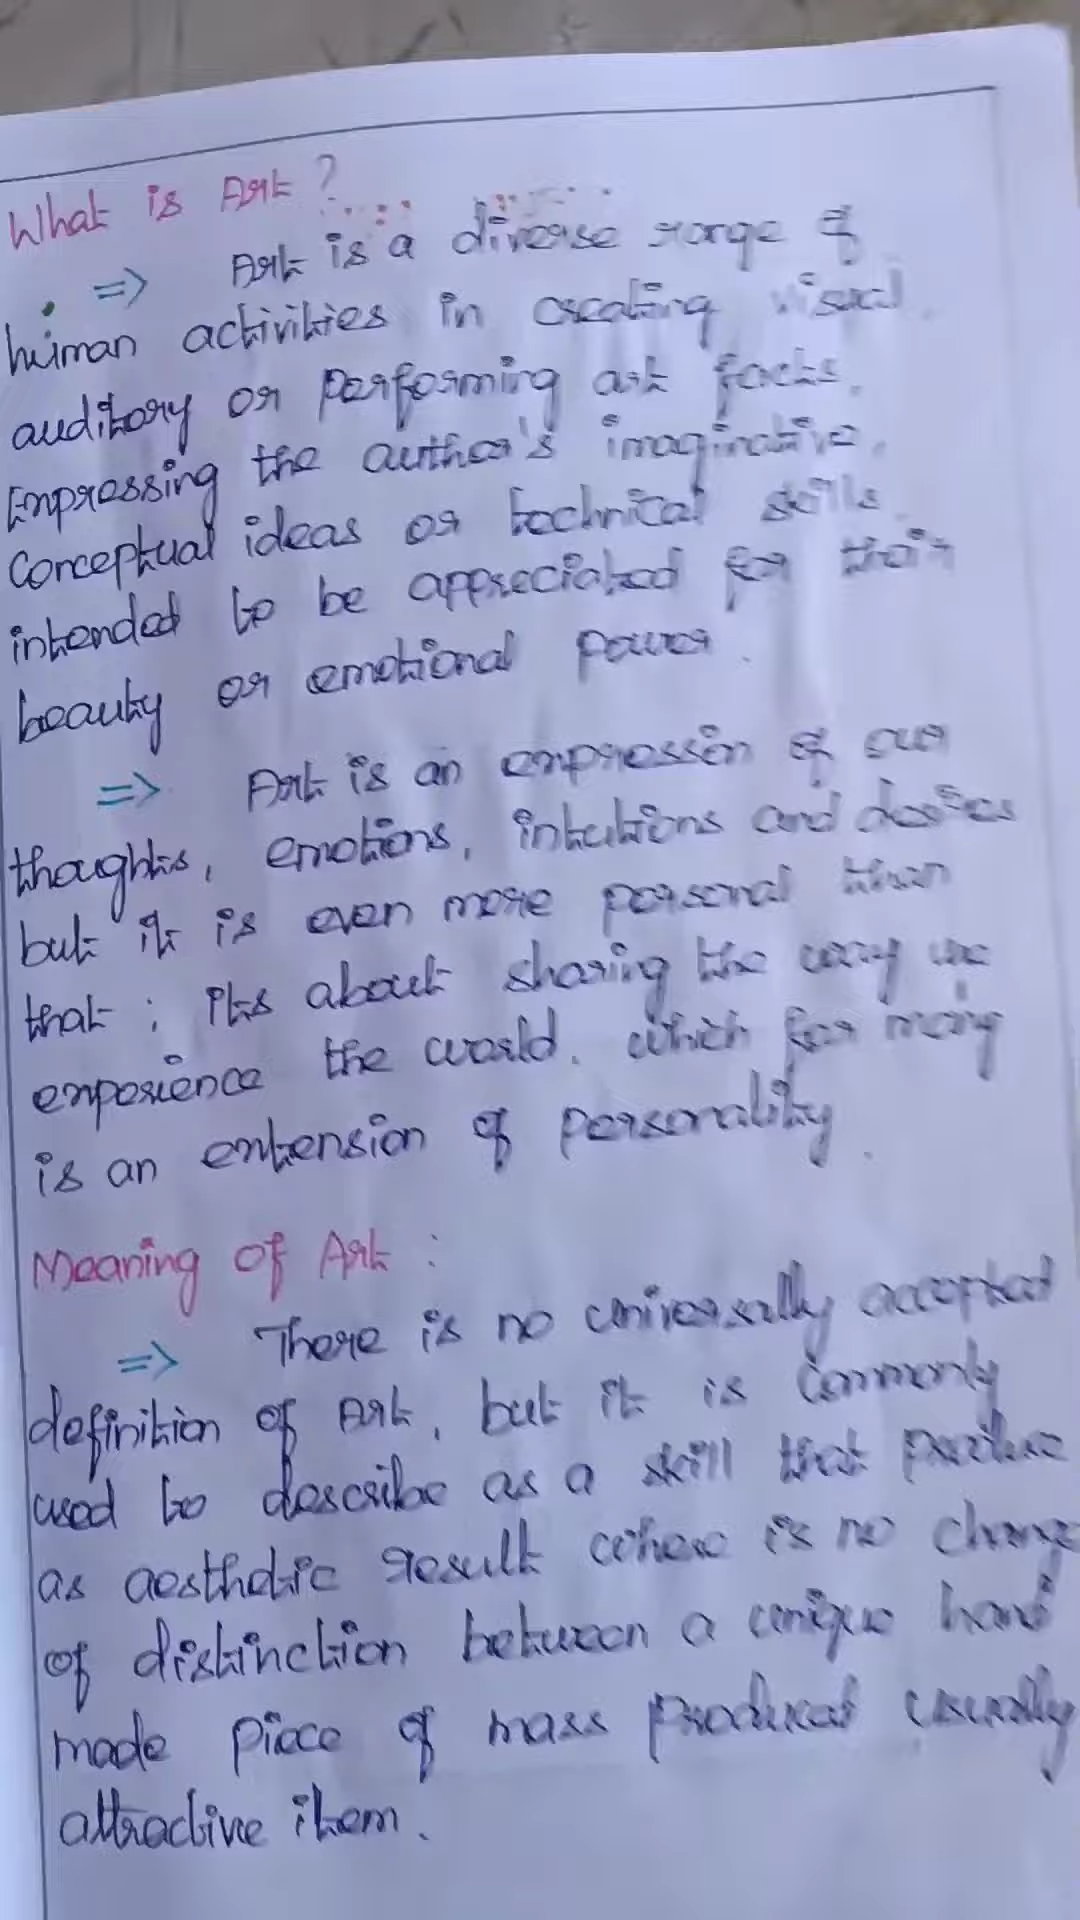 What is Art?
=> Art is a diverse range of
human activities in creating visual.
auditory or performing art facts.
Expressing the author's imaginative.
Conceptual ideas or technical skills.
intended to be appreciated for their
beauty or emotional power.
=> Art is an expression of our
thoughts, emotions, intutions and desires
but it is even more personal than
that ; its about sharing the way we
experience the world. which for many
is an extension of personality.
Meaning of Art :
=> There is no universally accepted
definition of Art, but it is commonly
used to describe as a skill that produce
as aesthetic result where is no change
of distinction between a unique hand
made piece of mass produced usually
attractive item.